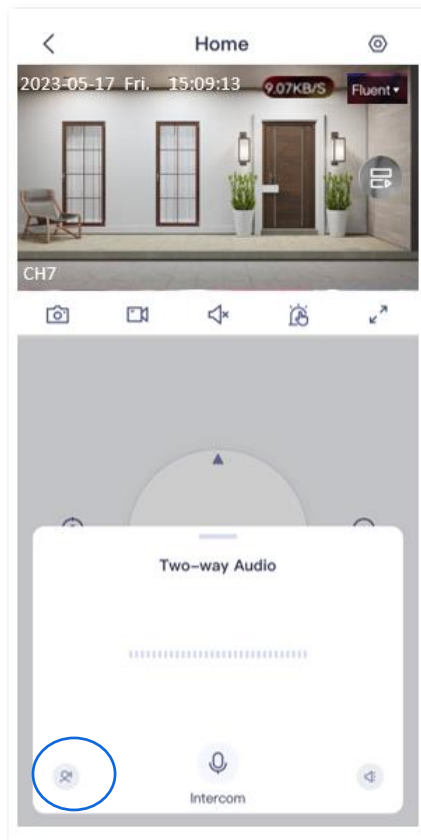 Home
2023-05-17 Fri. 15:09:13 9.07KB/S Fluent
CH7
Two-way Audio
Intercom